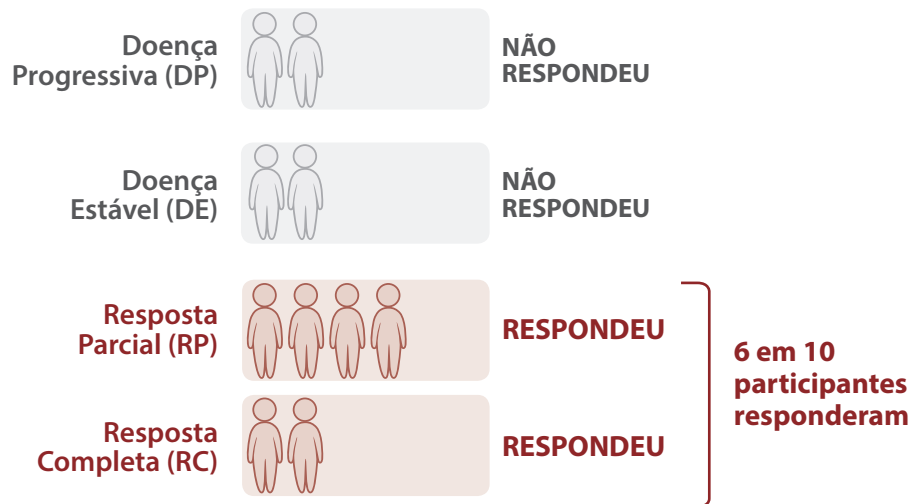 Doença
Progressiva (DP)
NÃO
RESPONDEU
Doença
Estável (DE)
NÃO
RESPONDEU
Resposta
Parcial (RP)
RESPONDEU
Resposta
Completa (RC)
RESPONDEU
6 em 10
participantes
responderam